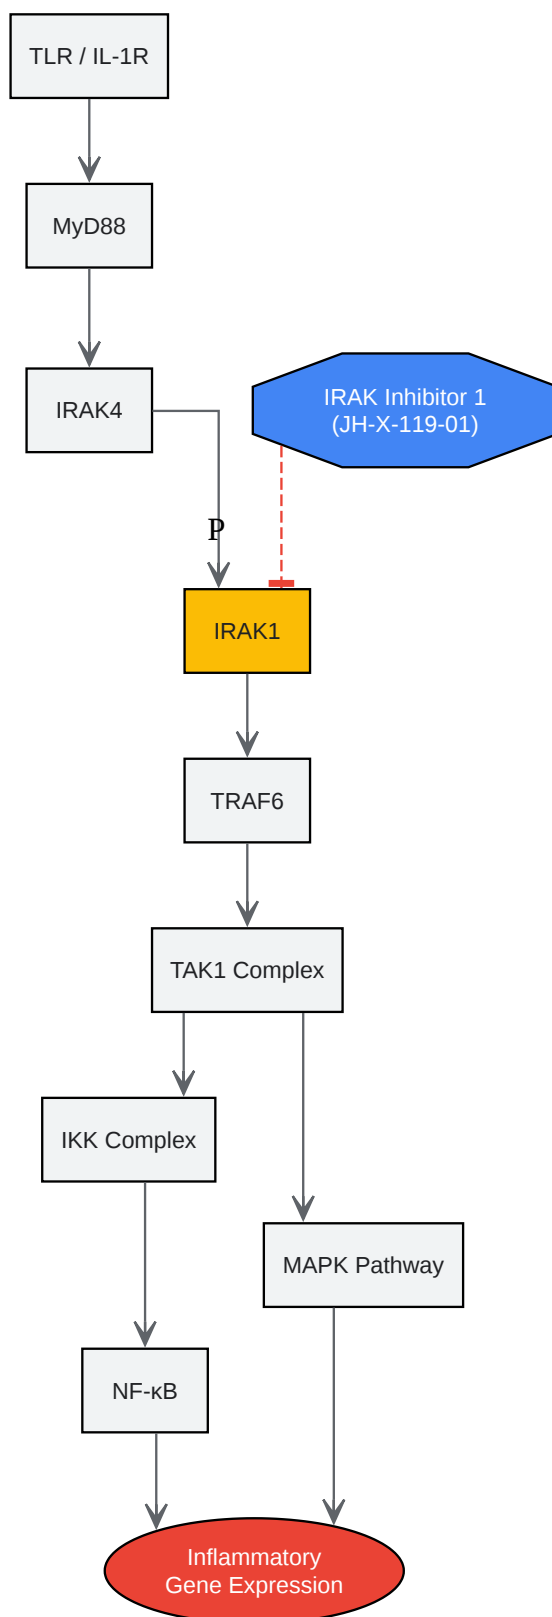 TLR / IL-1R
MyD88
IRAK4
IRAK Inhibitor 1
(JH-X-119-01)
P
IRAK1
TRAF6
TAK1 Complex
IKK Complex
MAPK Pathway
NF-κB
Inflammatory
Gene Expression